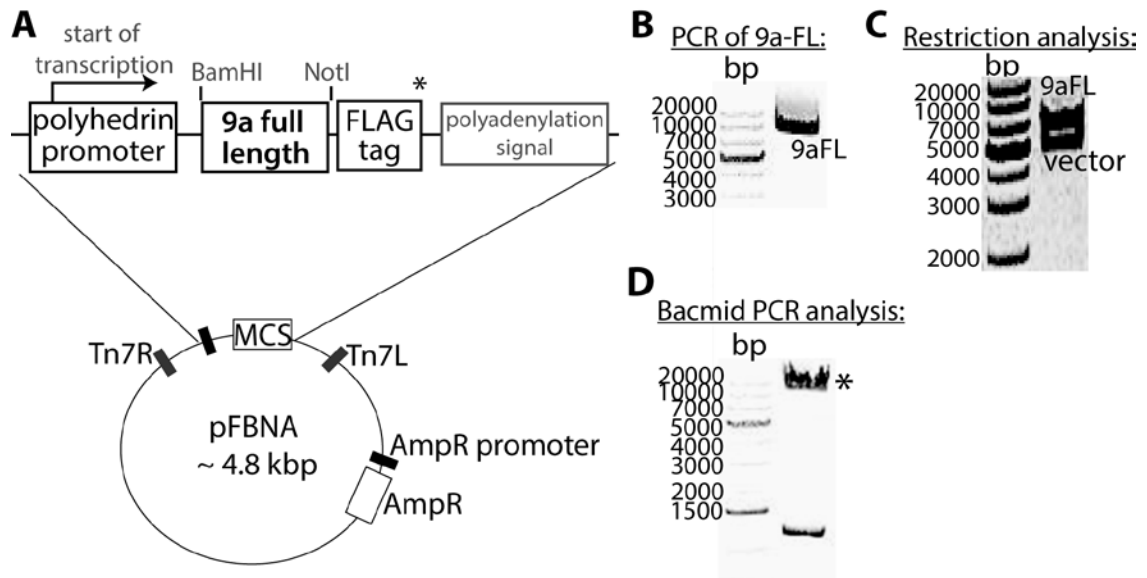 A
start of
transcription
BamHI
NotI
*
polyhedrin
promoter
9a full
length
FLAG
tag
polyadenylation
signal
MCS
Tn7R
Tn7L
pFBNA
~ 4.8 kbp
AmpR promoter
AmpR
B
PCR of 9a-FL:
bp
20000
10000
7000
5000
4000
3000
9aFL
C
Restriction analysis:
bp
9aFL
20000
10000
7000
5000
4000
3000
2000
vector
D
Bacmid PCR analysis:
bp
20000
10000
7000
5000
4000
3000
2000
1500
*